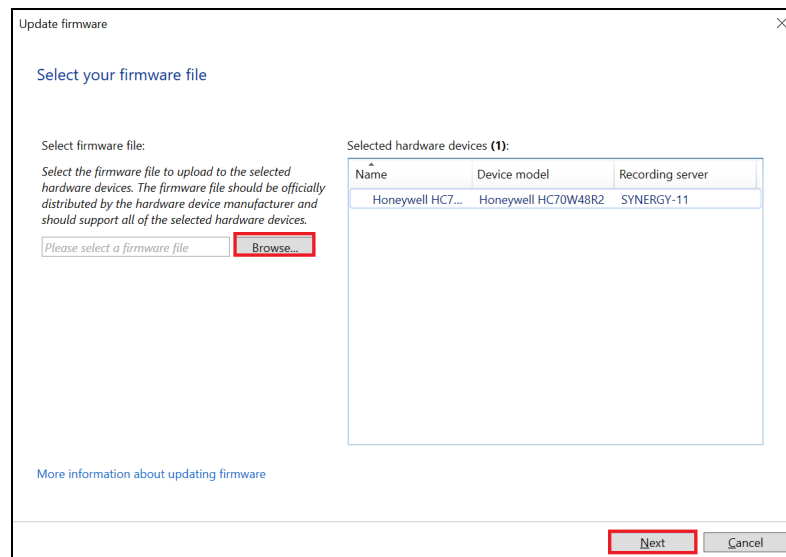 Update firmware
Select your firmware file
Select firmware file:
Select the firmware file to upload to the selected
hardware devices. The firmware file should be officially
distributed by the hardware device manufacturer and
should support all of the selected hardware devices.
Please select a firmware file
Browse...
Selected hardware devices (1):
Name Device model Recording server
Honeywell HC7... Honeywell HC70W48R2 SYNERGY-11
More information about updating firmware
Next Cancel